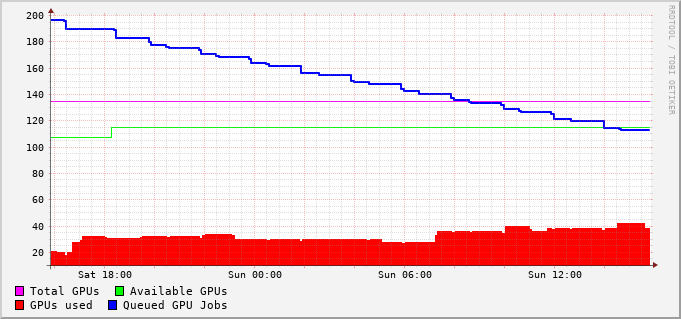 200
180
160
140
120
100
80
60
40
20
Sat 18:00 Sun 00:00 Sun 06:00 Sun 12:00
Total GPUs Available GPUs
GPUs used Queued GPU Jobs
RRDTOOL / TOBI OETIKER